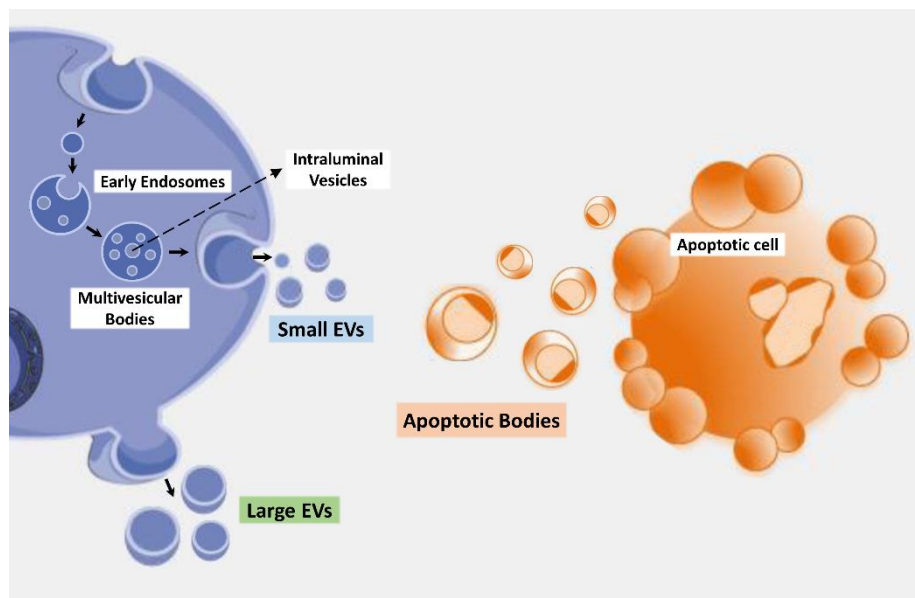 Early Endosomes
Intraluminal
Vesicles
Multivesicular
Bodies
Small EVs
Large EVs
Apoptotic cell
Apoptotic Bodies